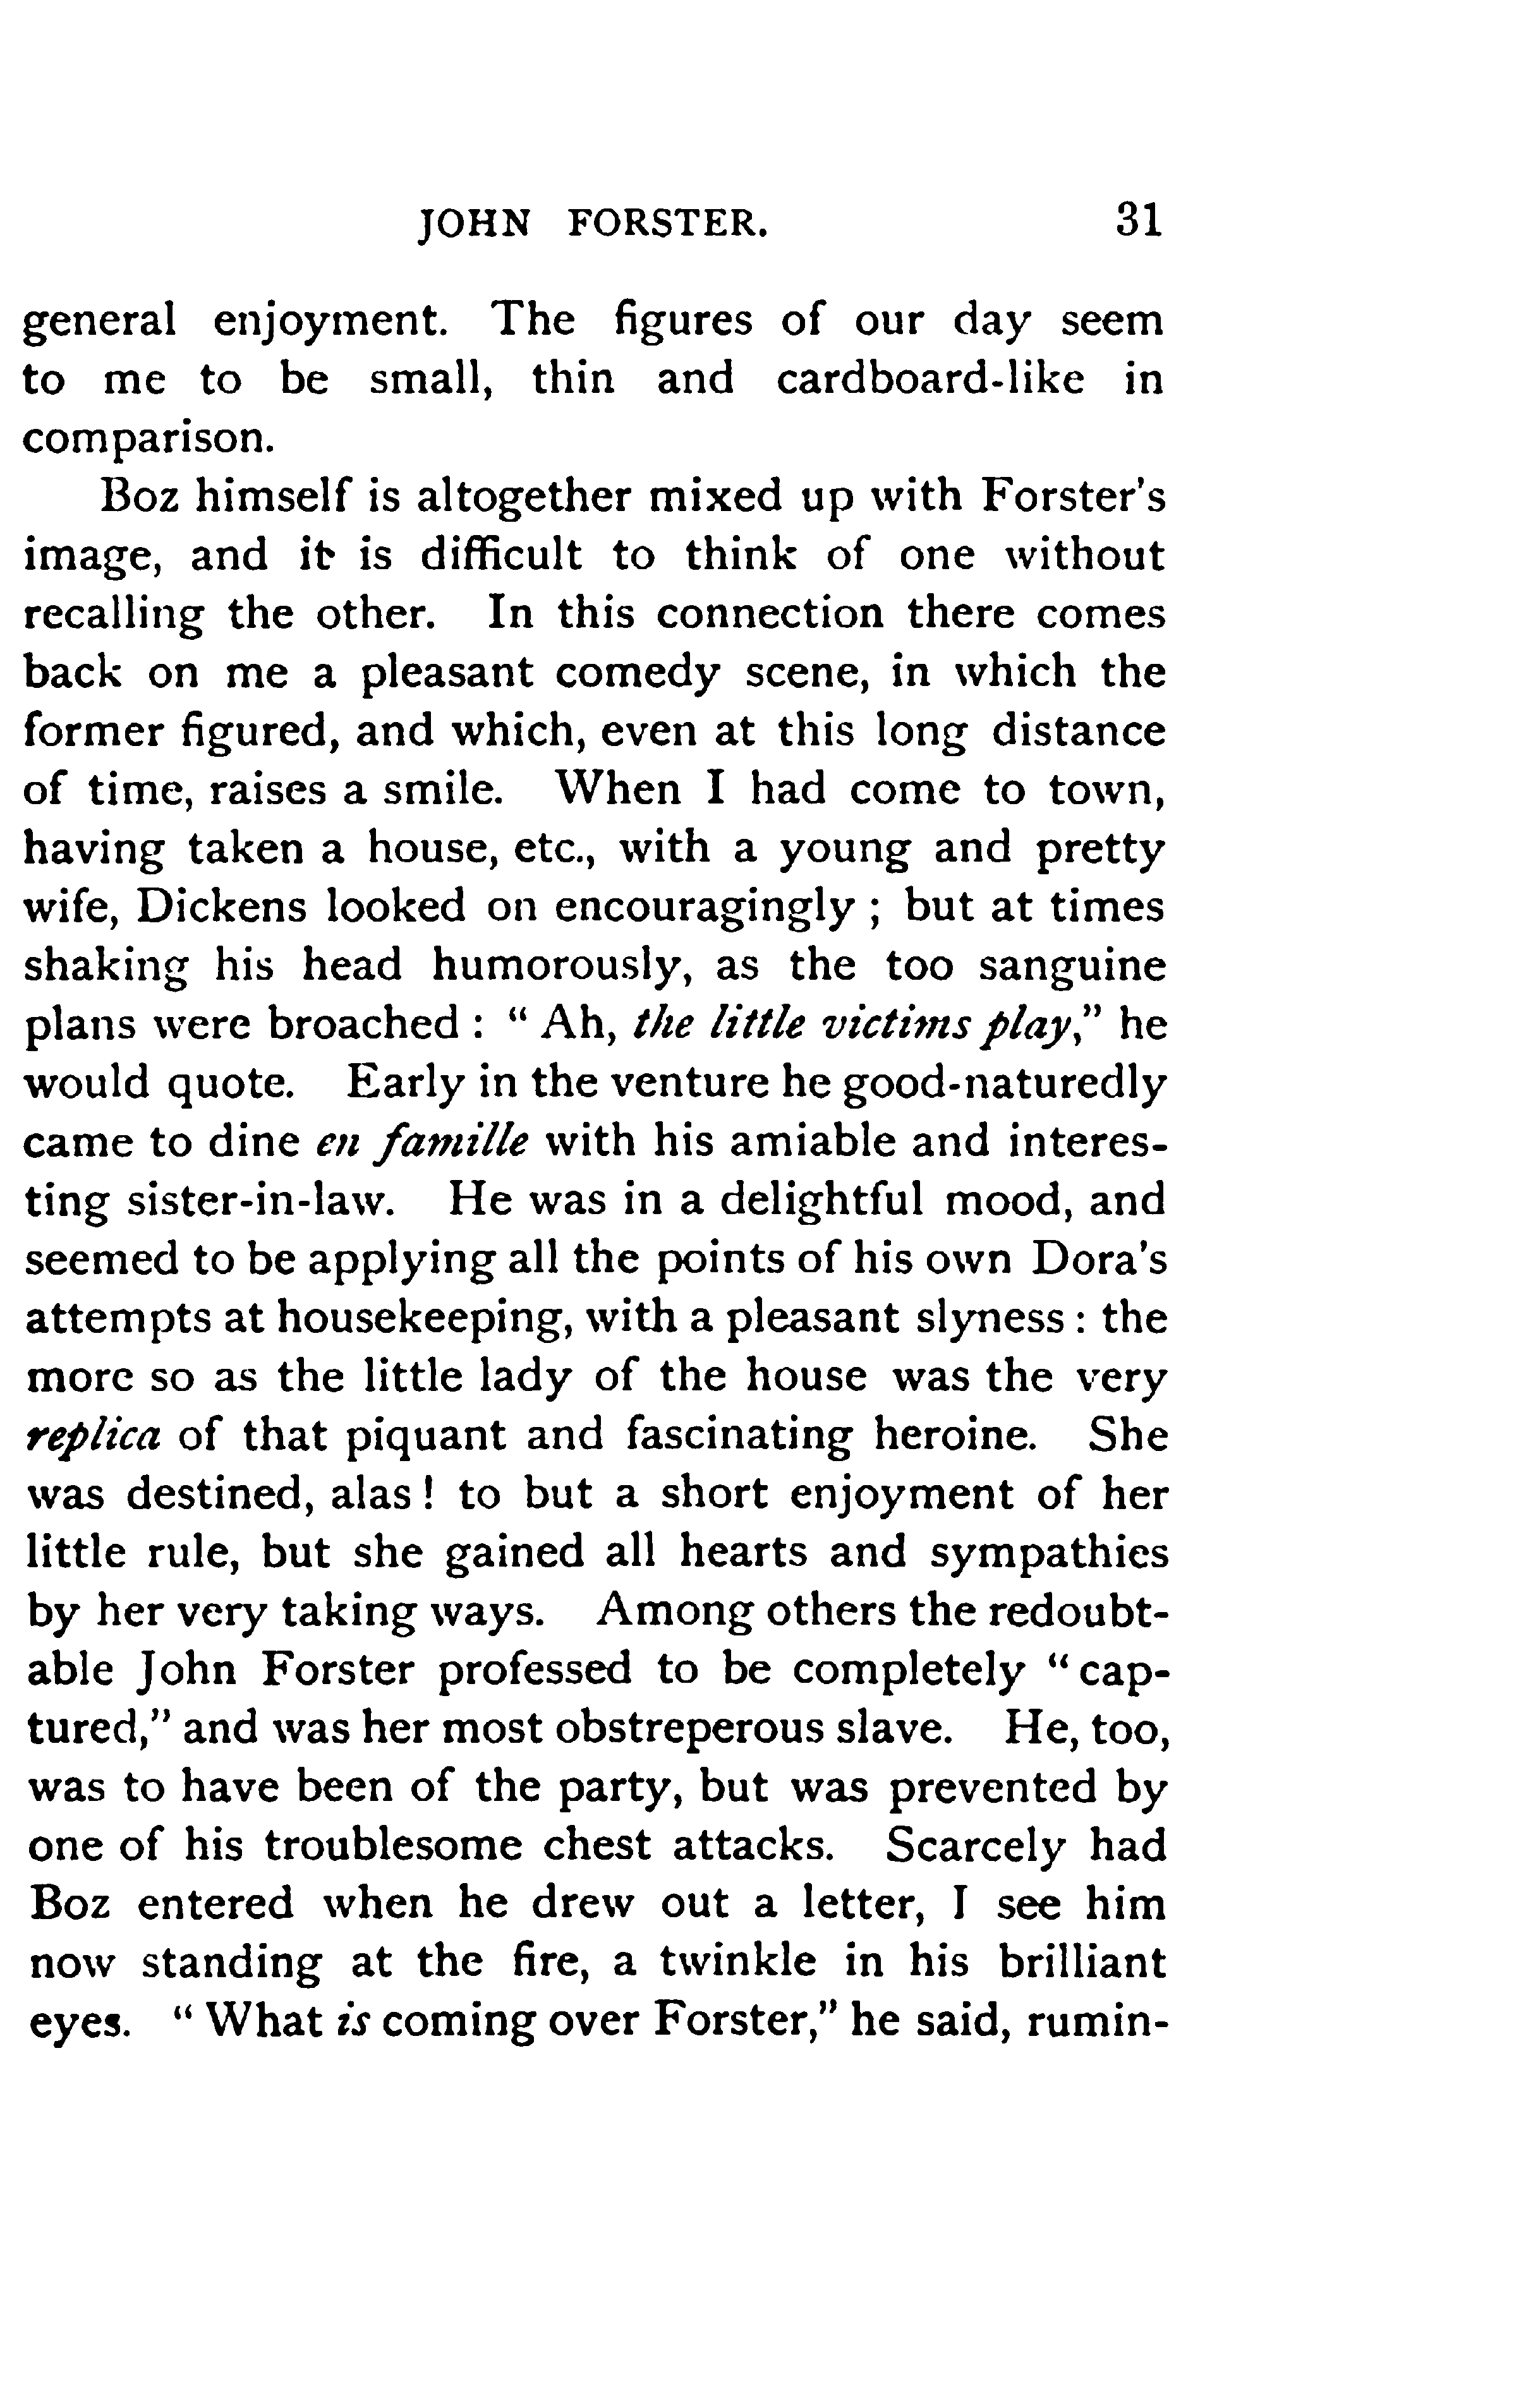 JOHN FORSTER. 31
general enjoyment. The figures of our day seem
to me to be small, thin and cardboard-like in
comparison.
Boz himself is altogether mixed up with Forster's
image, and it is difficult to think of one without
recalling the other. In this connection there comes
back on me a pleasant comedy scene, in which the
former figured, and which, even at this long distance
of time, raises a smile. When I had come to town,
having taken a house, etc., with a young and pretty
wife, Dickens looked on encouragingly ; but at times
shaking his head humorously, as the too sanguine
plans were broached : " Ah, the little victims play," he
would quote. Early in the venture he good-naturedly
came to dine en famille with his amiable and interes-
ting sister-in-law. He was in a delightful mood, and
seemed to be applying all the points of his own Dora's
attempts at housekeeping, with a pleasant slyness : the
more so as the little lady of the house was the very
replica of that piquant and fascinating heroine. She
was destined, alas ! to but a short enjoyment of her
little rule, but she gained all hearts and sympathies
by her very taking ways. Among others the redoubt-
able John Forster professed to be completely " cap-
tured," and was her most obstreperous slave. He, too,
was to have been of the party, but was prevented by
one of his troublesome chest attacks. Scarcely had
Boz entered when he drew out a letter, I see him
now standing at the fire, a twinkle in his brilliant
eyes. " What is coming over Forster," he said, rumin-